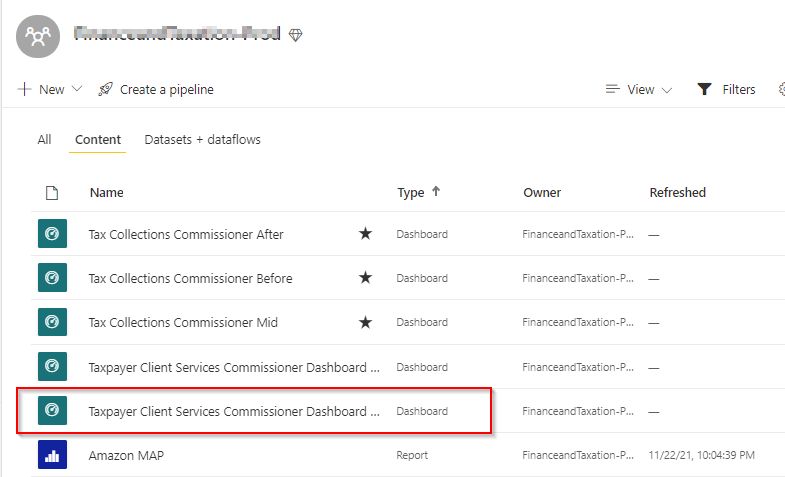 FinanceandTaxation-Prod
New Create a pipeline View Filters
All Content Datasets + dataflows
Name Type ↑ Owner Refreshed
Tax Collections Commissioner After ★ Dashboard FinanceandTaxation-P... —
Tax Collections Commissioner Before ★ Dashboard FinanceandTaxation-P... —
Tax Collections Commissioner Mid ★ Dashboard FinanceandTaxation-P... —
Taxpayer Client Services Commissioner Dashboard ... Dashboard FinanceandTaxation-P... —
Taxpayer Client Services Commissioner Dashboard ... Dashboard FinanceandTaxation-P... —
Amazon MAP Report FinanceandTaxation-P... 11/22/21, 10:04:39 PM